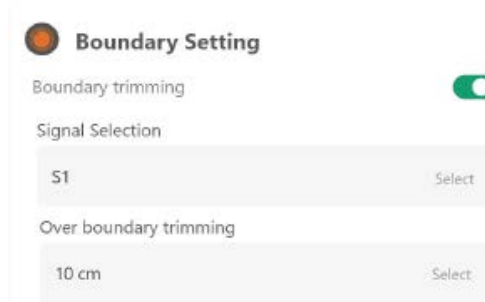 Boundary Setting
Boundary trimming
Signal Selection
S1 Select
Over boundary trimming
10 cm Select